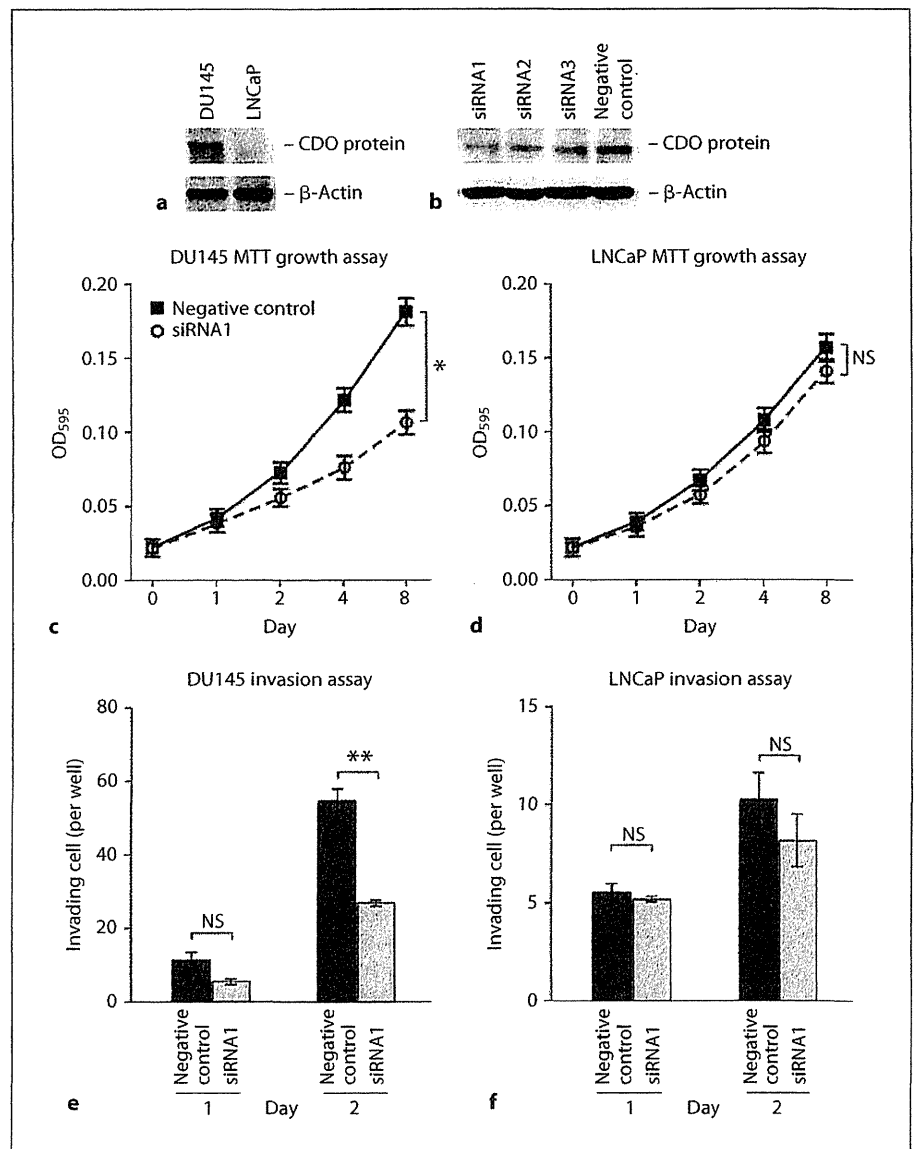 DU145
LNCaP
– CDO protein
– β-Actin
a
siRNA1
siRNA2
siRNA3
Negative
control
– CDO protein
– β-Actin
b
DU145 MTT growth assay
0.20
0.15
0.10
0.05
0.00
OD595
Negative control
siRNA1
*
0 1 2 4 8
Day
c
LNCaP MTT growth assay
0.20
0.15
0.10
0.05
0.00
OD595
NS
0 1 2 4 8
Day
d
DU145 invasion assay
80
60
40
20
0
Invading cell (per well)
NS
**
Negative
control
siRNA1
Negative
control
siRNA1
1 Day 2
e
LNCaP invasion assay
15
10
5
0
Invading cell (per well)
NS
NS
Negative
control
siRNA1
Negative
control
siRNA1
1 Day 2
f